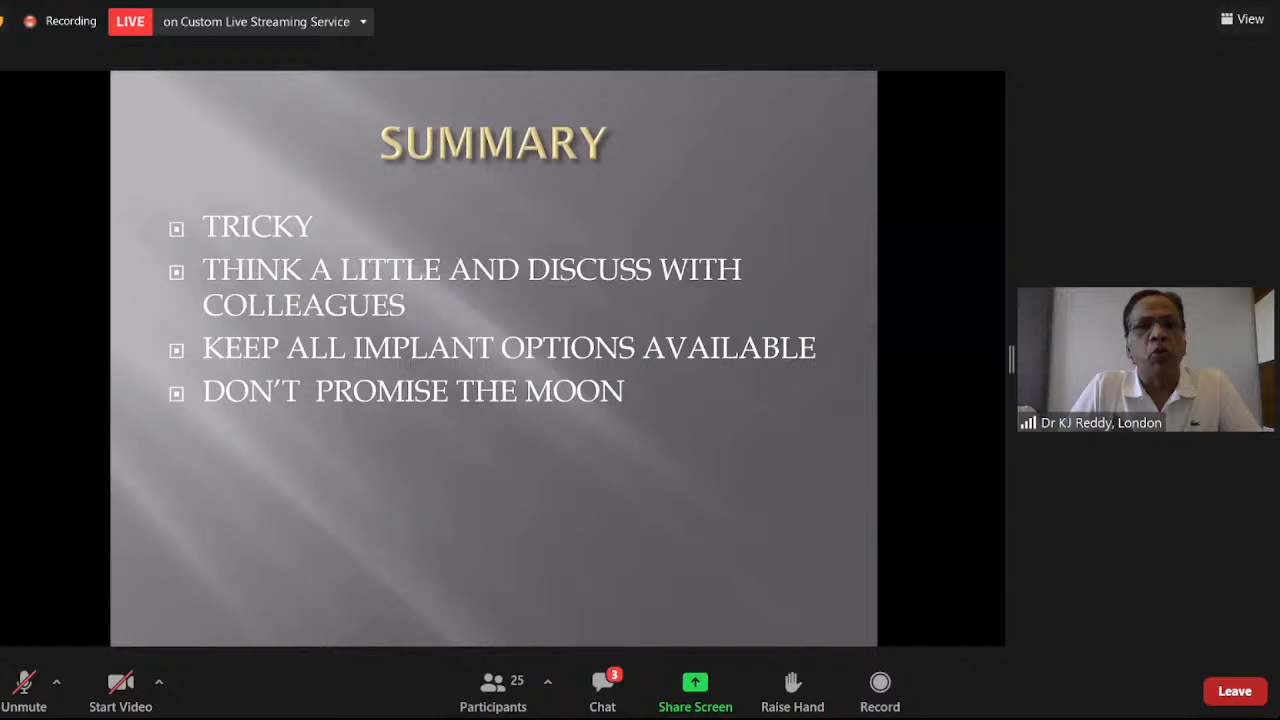 Recording
LIVE on Custom Live Streaming Service
View
SUMMARY
TRICKY
THINK A LITTLE AND DISCUSS WITH
COLLEAGUES
KEEP ALL IMPLANT OPTIONS AVAILABLE
DON'T PROMISE THE MOON
Dr KJ Reddy, London
Unmute
Start Video
25
Participants
3
Chat
Share Screen
Raise Hand
Record
Leave